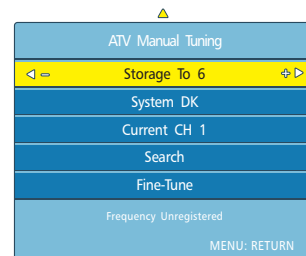 ATV Manual Tuning
Storage To 6
System DK
Current CH 1
Search
Fine-Tune
Frequency Unregistered
MENU: RETURN